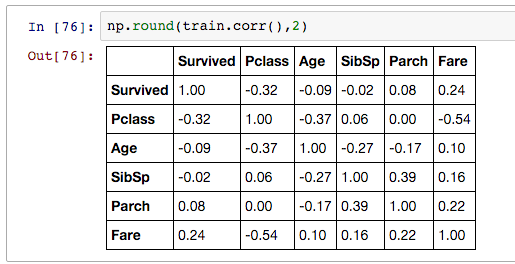 In [76]: np.round(train.corr(),2)
Out[76]:
Survived Pclass Age SibSp Parch Fare
Survived 1.00 -0.32 -0.09 -0.02 0.08 0.24
Pclass -0.32 1.00 -0.37 0.06 0.00 -0.54
Age -0.09 -0.37 1.00 -0.27 -0.17 0.10
SibSp -0.02 0.06 -0.27 1.00 0.39 0.16
Parch 0.08 0.00 -0.17 0.39 1.00 0.22
Fare 0.24 -0.54 0.10 0.16 0.22 1.00